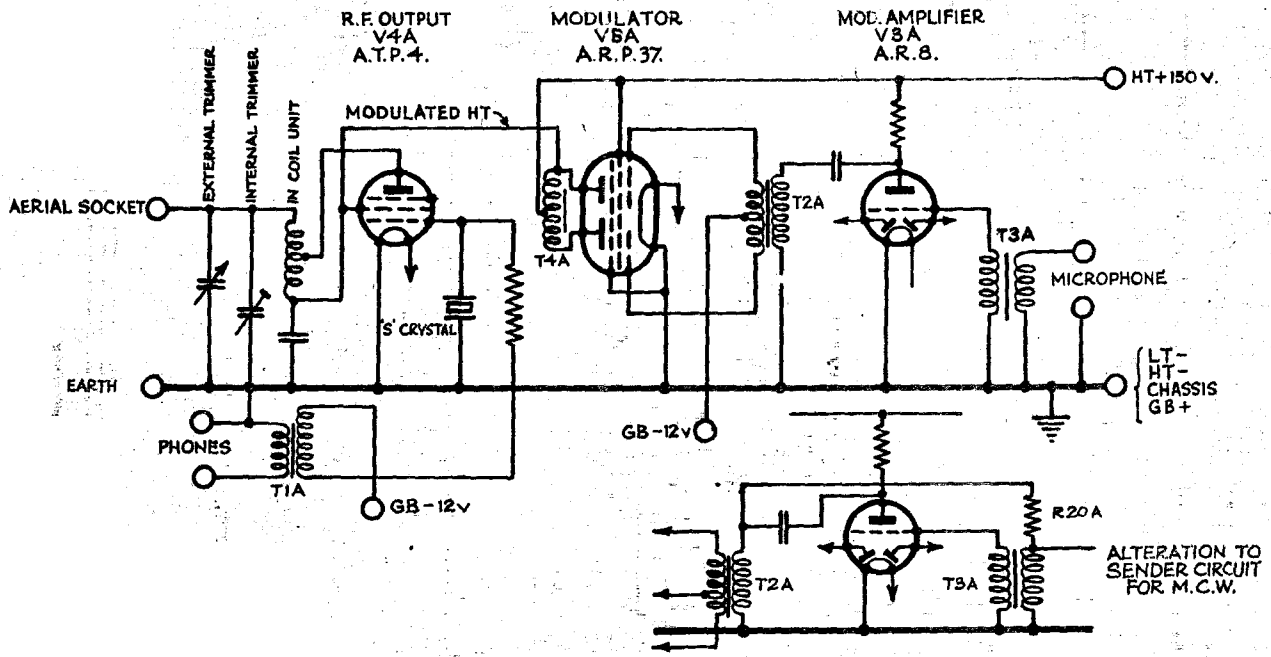 R.F. OUTPUT
V4A
A.T.P.4.
MODULATOR
V5A
A.R.P.37.
MOD. AMPLIFIER
V3A
A.R.8.
EXTERNAL TRIMMER
INTERNAL TRIMMER
IN COIL UNIT
MODULATED HT
HT+150 V.
AERIAL SOCKET
T2A
T4A
T3A
MICROPHONE
'S' CRYSTAL
EARTH
LT-
HT-
CHASSIS
GB+
PHONES
T1A
GB-12v
GB-12v
R20A
T2A
T3A
ALTERATION TO
SENDER CIRCUIT
FOR M.C.W.